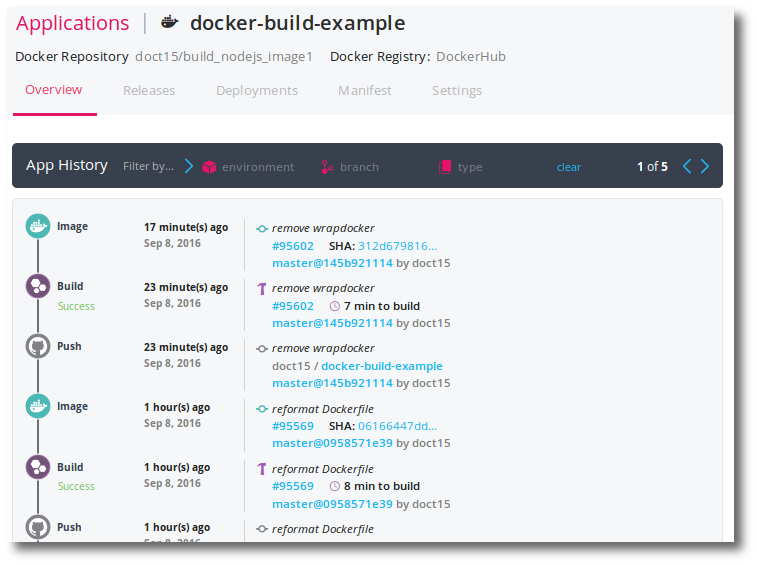 Applications | docker-build-example
Docker Repository doct15/build_nodejs_image1 Docker Registry: DockerHub
Overview Releases Deployments Manifest Settings
App History Filter by... environment branch type clear 1 of 5
Image 17 minute(s) ago remove wrapdocker
Sep 8, 2016 #95602 SHA: 312d679816...
master@145b921114 by doct15
Build 23 minute(s) ago remove wrapdocker
Success Sep 8, 2016 #95602 7 min to build
master@145b921114 by doct15
Push 23 minute(s) ago remove wrapdocker
Sep 8, 2016 doct15 / docker-build-example
master@145b921114 by doct15
Image 1 hour(s) ago reformat Dockerfile
Sep 8, 2016 #95569 SHA: 06166447dd...
master@0958571e39 by doct15
Build 1 hour(s) ago reformat Dockerfile
Success Sep 8, 2016 #95569 8 min to build
master@0958571e39 by doct15
Push 1 hour(s) ago reformat Dockerfile
Sep 8, 2016